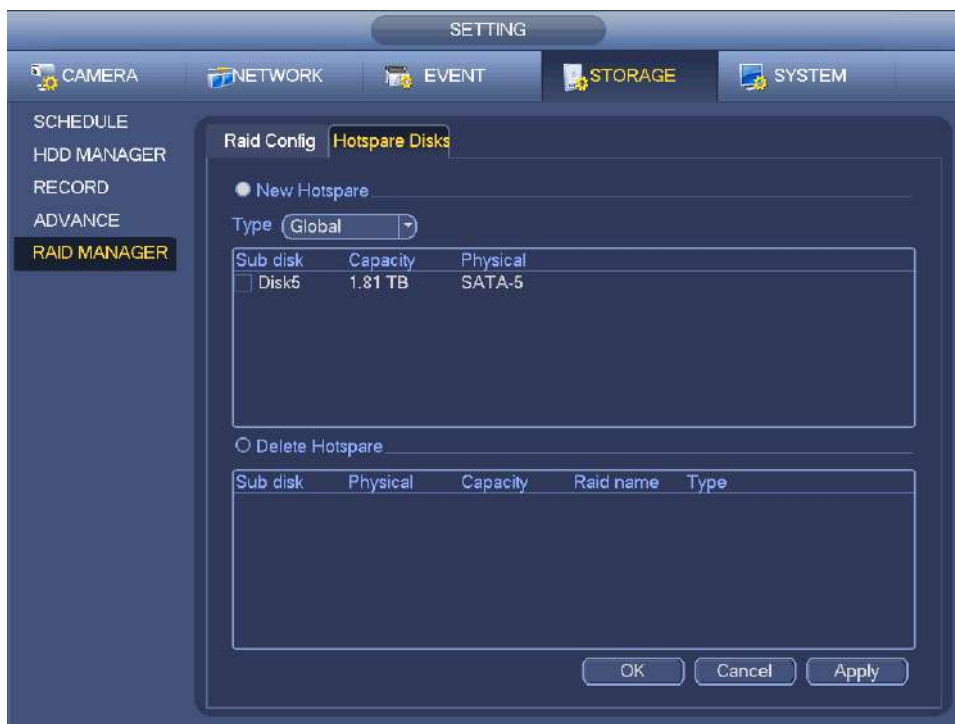 SETTING
CAMERA NETWORK EVENT STORAGE SYSTEM
SCHEDULE
HDD MANAGER
RECORD
ADVANCE
RAID MANAGER
Raid Config Hotspare Disks
New Hotspare
Type Global
Sub disk Capacity Physical
Disk5 1.81 TB SATA-5
Delete Hotspare
Sub disk Physical Capacity Raid name Type
OK Cancel Apply